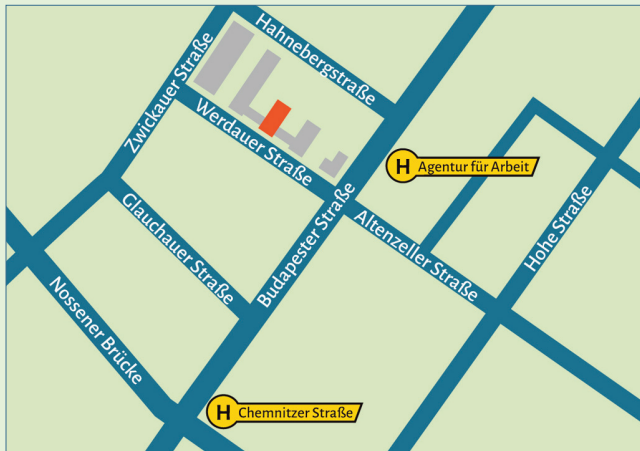 Hahnebergstraße
Zwickauer Straße
Werdauer Straße
H Agentur für Arbeit
Glauchauer Straße
Budapester Straße
Altenzeller Straße
Hohe Straße
Nossener Brücke
H Chemnitzer Straße